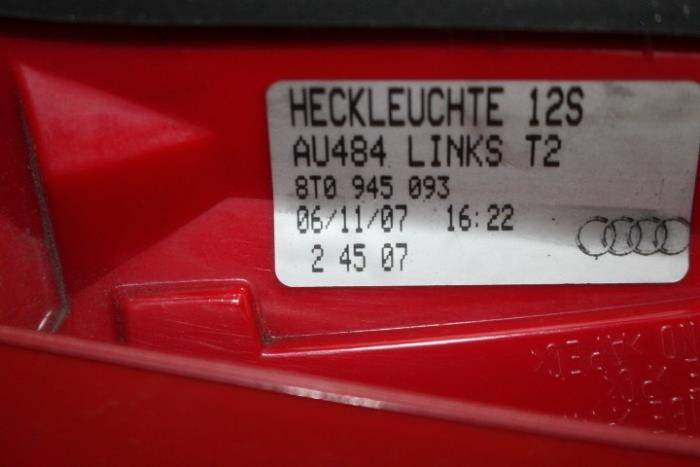 HECKLEUCHTE 12S
AU484 LINKS T2
8T0 945 093
06/11/07 16:22
2 45 07